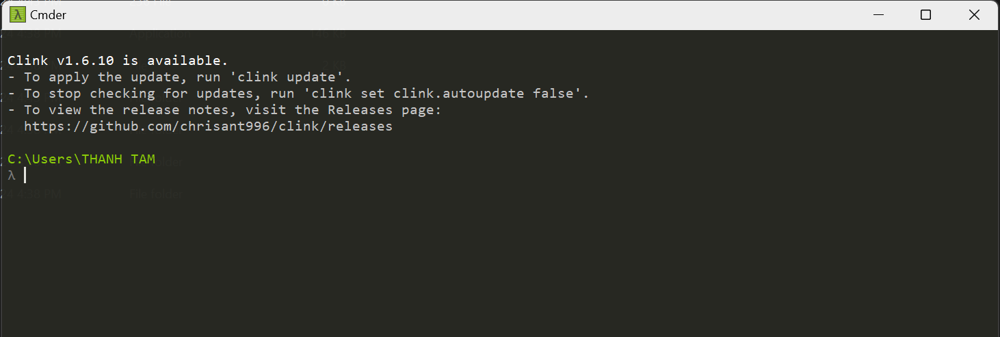 Cmder
Clink v1.6.10 is available.
- To apply the update, run 'clink update'.
- To stop checking for updates, run 'clink set clink.autoupdate false'.
- To view the release notes, visit the Releases page:
  https://github.com/chrisant996/clink/releases
C:\Users\THANH TAM
λ
File folder